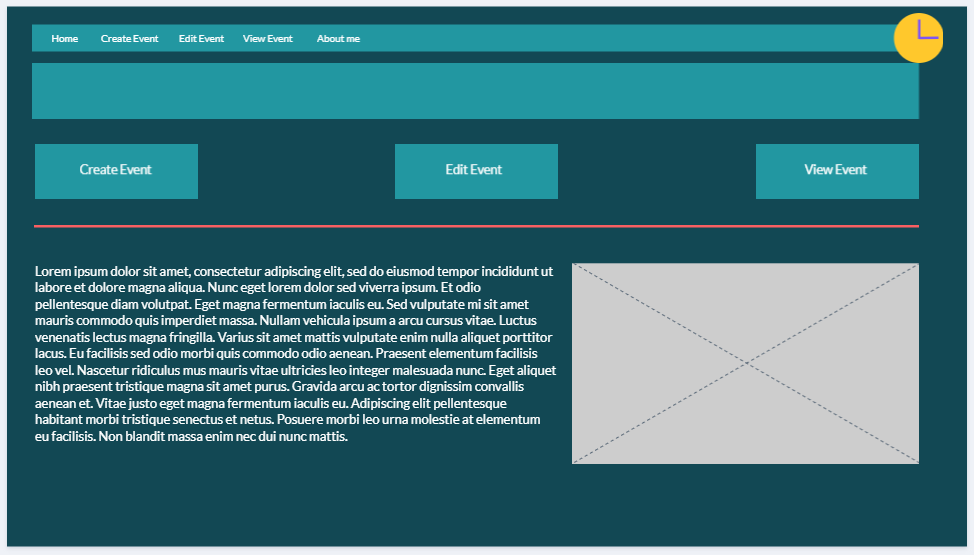 Home Create Event Edit Event View Event About me
Create Event Edit Event View Event
Lorem ipsum dolor sit amet, consectetur adipiscing elit, sed do eiusmod tempor incididunt ut
labore et dolore magna aliqua. Nunc eget lorem dolor sed viverra ipsum. Et odio
pellentesque diam volutpat. Eget magna fermentum iaculis eu. Sed vulputate mi sit amet
mauris commodo quis imperdiet massa. Nullam vehicula ipsum a arcu cursus vitae. Luctus
venenatis lectus magna fringilla. Varius sit amet mattis vulputate enim nulla aliquet porttitor
lacus. Eu facilisis sed odio morbi quis commodo odio aenean. Praesent elementum facilisis
leo vel. Nascetur ridiculus mus mauris vitae ultricies leo integer malesuada nunc. Eget aliquet
nibh praesent tristique magna sit amet purus. Gravida arcu ac tortor dignissim convallis
aenean et. Vitae justo eget magna fermentum iaculis eu. Adipiscing elit pellentesque
habitant morbi tristique senectus et netus. Posuere morbi leo urna molestie at elementum
eu facilisis. Non blandit massa enim nec dui nunc mattis.